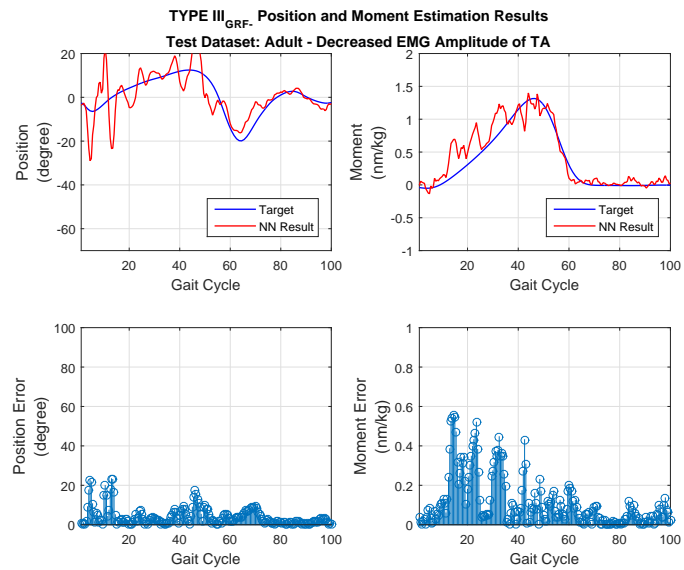 TYPE III_GRF- Position and Moment Estimation Results
Test Dataset: Adult - Decreased EMG Amplitude of TA
20
0
-20
-40
-60
Position
(degree)
Target
NN Result
20 40 60 80 100
Gait Cycle
2
1.5
1
0.5
0
-0.5
-1
Moment
(nm/kg)
Target
NN Result
20 40 60 80 100
Gait Cycle
100
80
60
40
20
0
Position Error
(degree)
20 40 60 80 100
Gait Cycle
1
0.8
0.6
0.4
0.2
0
Moment Error
(nm/kg)
20 40 60 80 100
Gait Cycle